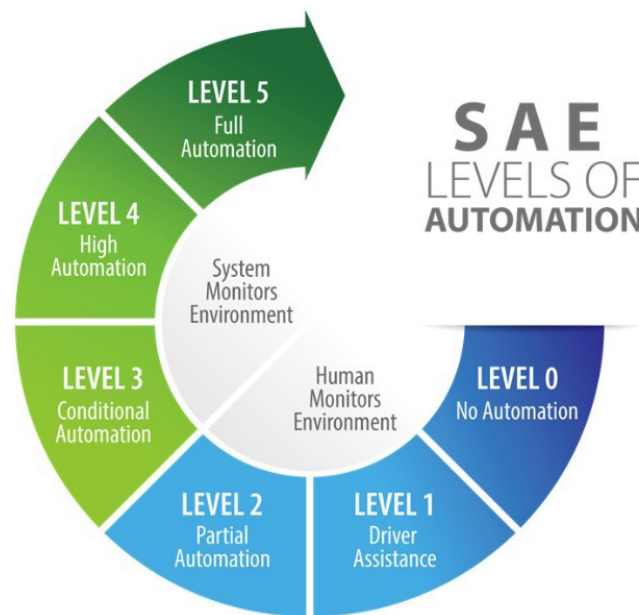 S A E
LEVELS OF
AUTOMATION
LEVEL 5
Full
Automation
LEVEL 4
High
Automation
LEVEL 3
Conditional
Automation
LEVEL 2
Partial
Automation
LEVEL 1
Driver
Assistance
LEVEL 0
No Automation
System
Monitors
Environment
Human
Monitors
Environment